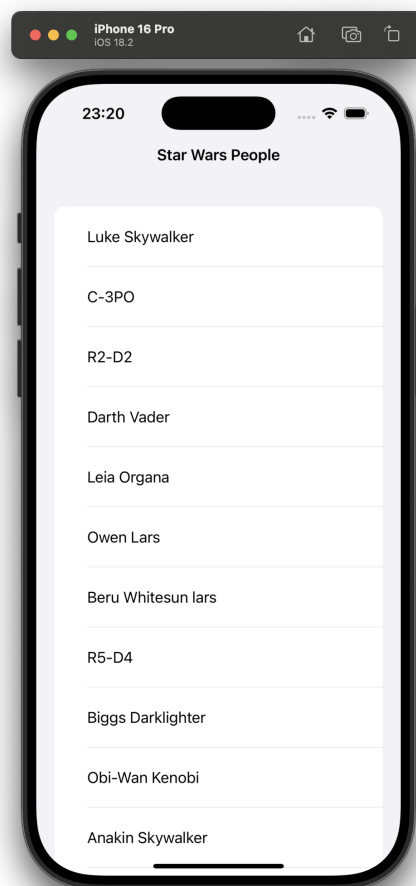 iPhone 16 Pro
iOS 18.2
23:20
Star Wars People
Luke Skywalker
C-3PO
R2-D2
Darth Vader
Leia Organa
Owen Lars
Beru Whitesun lars
R5-D4
Biggs Darklighter
Obi-Wan Kenobi
Anakin Skywalker